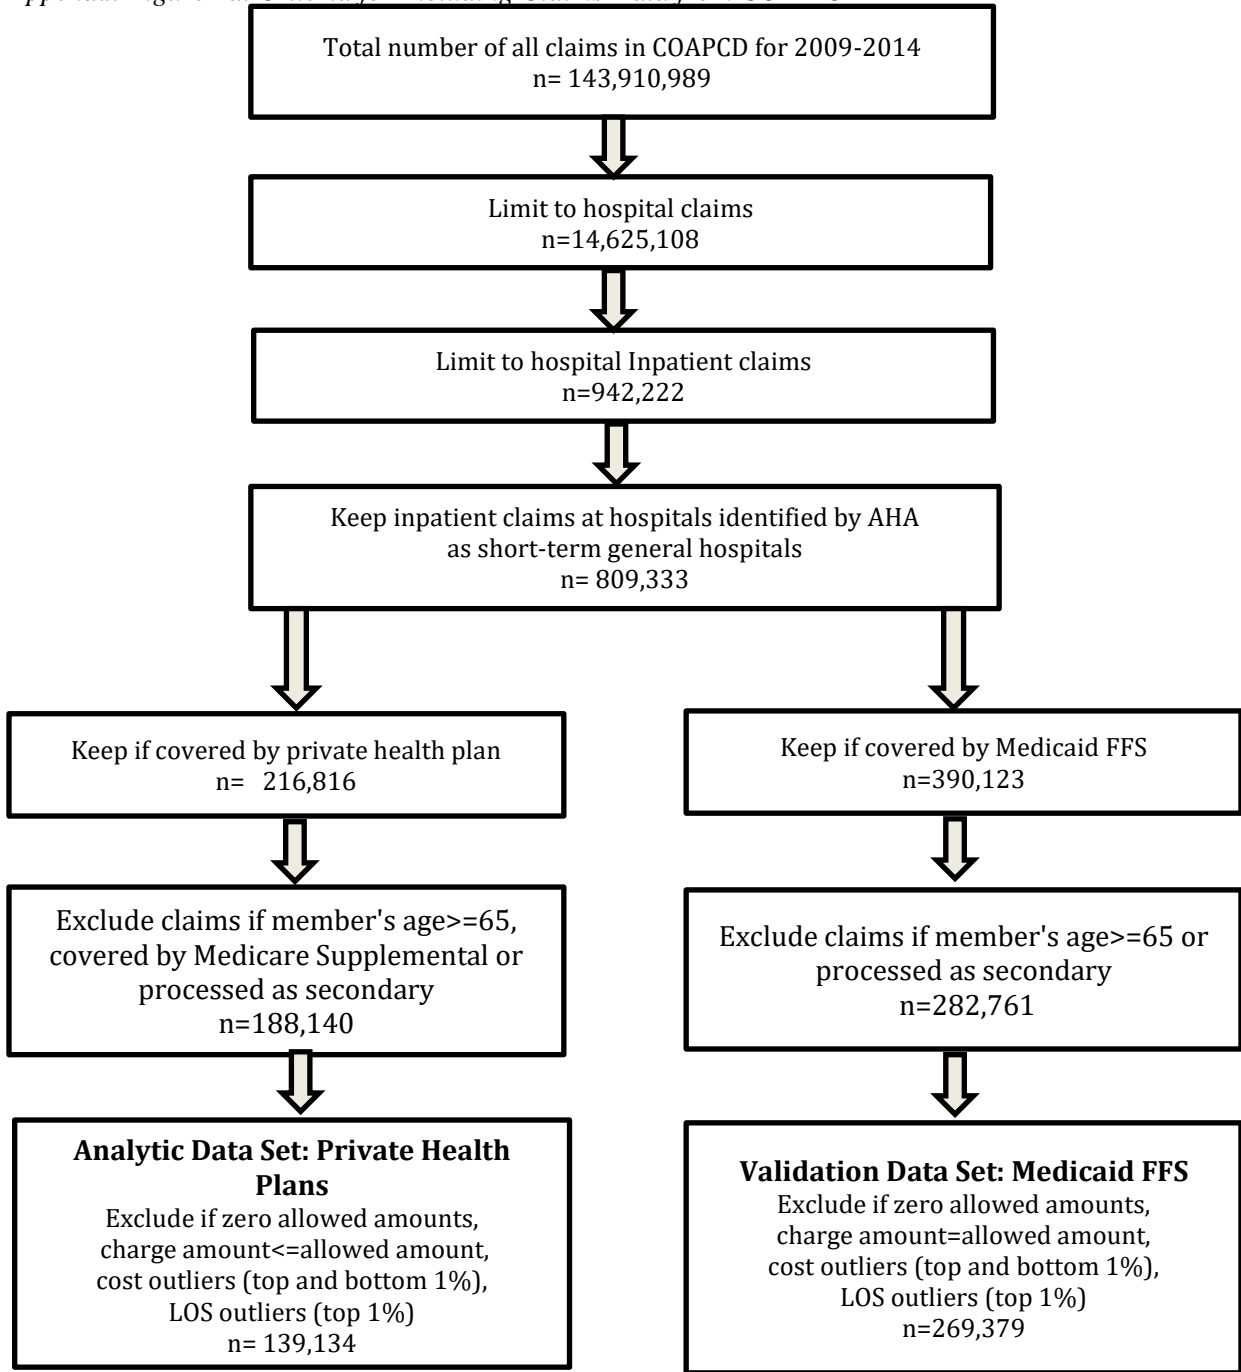 Total number of all claims in COAPCD for 2009-2014
n= 143,910,989
Limit to hospital claims
n=14,625,108
Limit to hospital Inpatient claims
n=942,222
Keep inpatient claims at hospitals identified by AHA
as short-term general hospitals
n= 809,333
Keep if covered by private health plan
n= 216,816
Keep if covered by Medicaid FFS
n=390,123
Exclude claims if member's age>=65,
covered by Medicare Supplemental or
processed as secondary
n=188,140
Exclude claims if member's age>=65 or
processed as secondary
n=282,761
Analytic Data Set: Private Health
Plans
Exclude if zero allowed amounts,
charge amount<=allowed amount,
cost outliers (top and bottom 1%),
LOS outliers (top 1%)
n= 139,134
Validation Data Set: Medicaid FFS
Exclude if zero allowed amounts,
charge amount=allowed amount,
cost outliers (top and bottom 1%),
LOS outliers (top 1%)
n=269,379